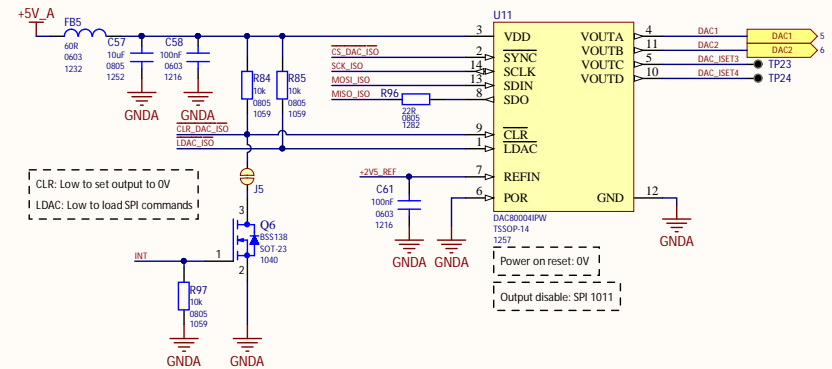 +5V_A
FB5
60R
0603
1232
C57
10uF
0805
1252
C58
100nF
0603
1216
GNDA
GNDA
R84
10k
0805
1059
R85
10k
0805
1059
CS_DAC_ISO
SCK_ISO
MOSI_ISO
MISO_ISO
R96
22R
0805
1282
CLR_DAC_ISO
LDAC_ISO
U11
3 VDD
2 SYNC
14 SCLK
13 SDIN
8 SDO
9 CLR
1 LDAC
7 REFIN
6 POR
VOUTA 4
VOUTB 11
VOUTC 5
VOUTD 10
GND 12
DAC80004IPW
TSSOP-14
1257
DAC1 DAC1 5
DAC2 DAC2 6
DAC_ISET3 TP23
DAC_ISET4 TP24
GNDA
+2V5_REF
C61
100nF
0603
1216
GNDA
GNDA
CLR: Low to set output to 0V
LDAC: Low to load SPI commands
J5
3
Q6
BSS138
SOT-23
1040
1
2
INT
R97
10k
0805
1059
GNDA
GNDA
Power on reset: 0V
Output disable: SPI 1011